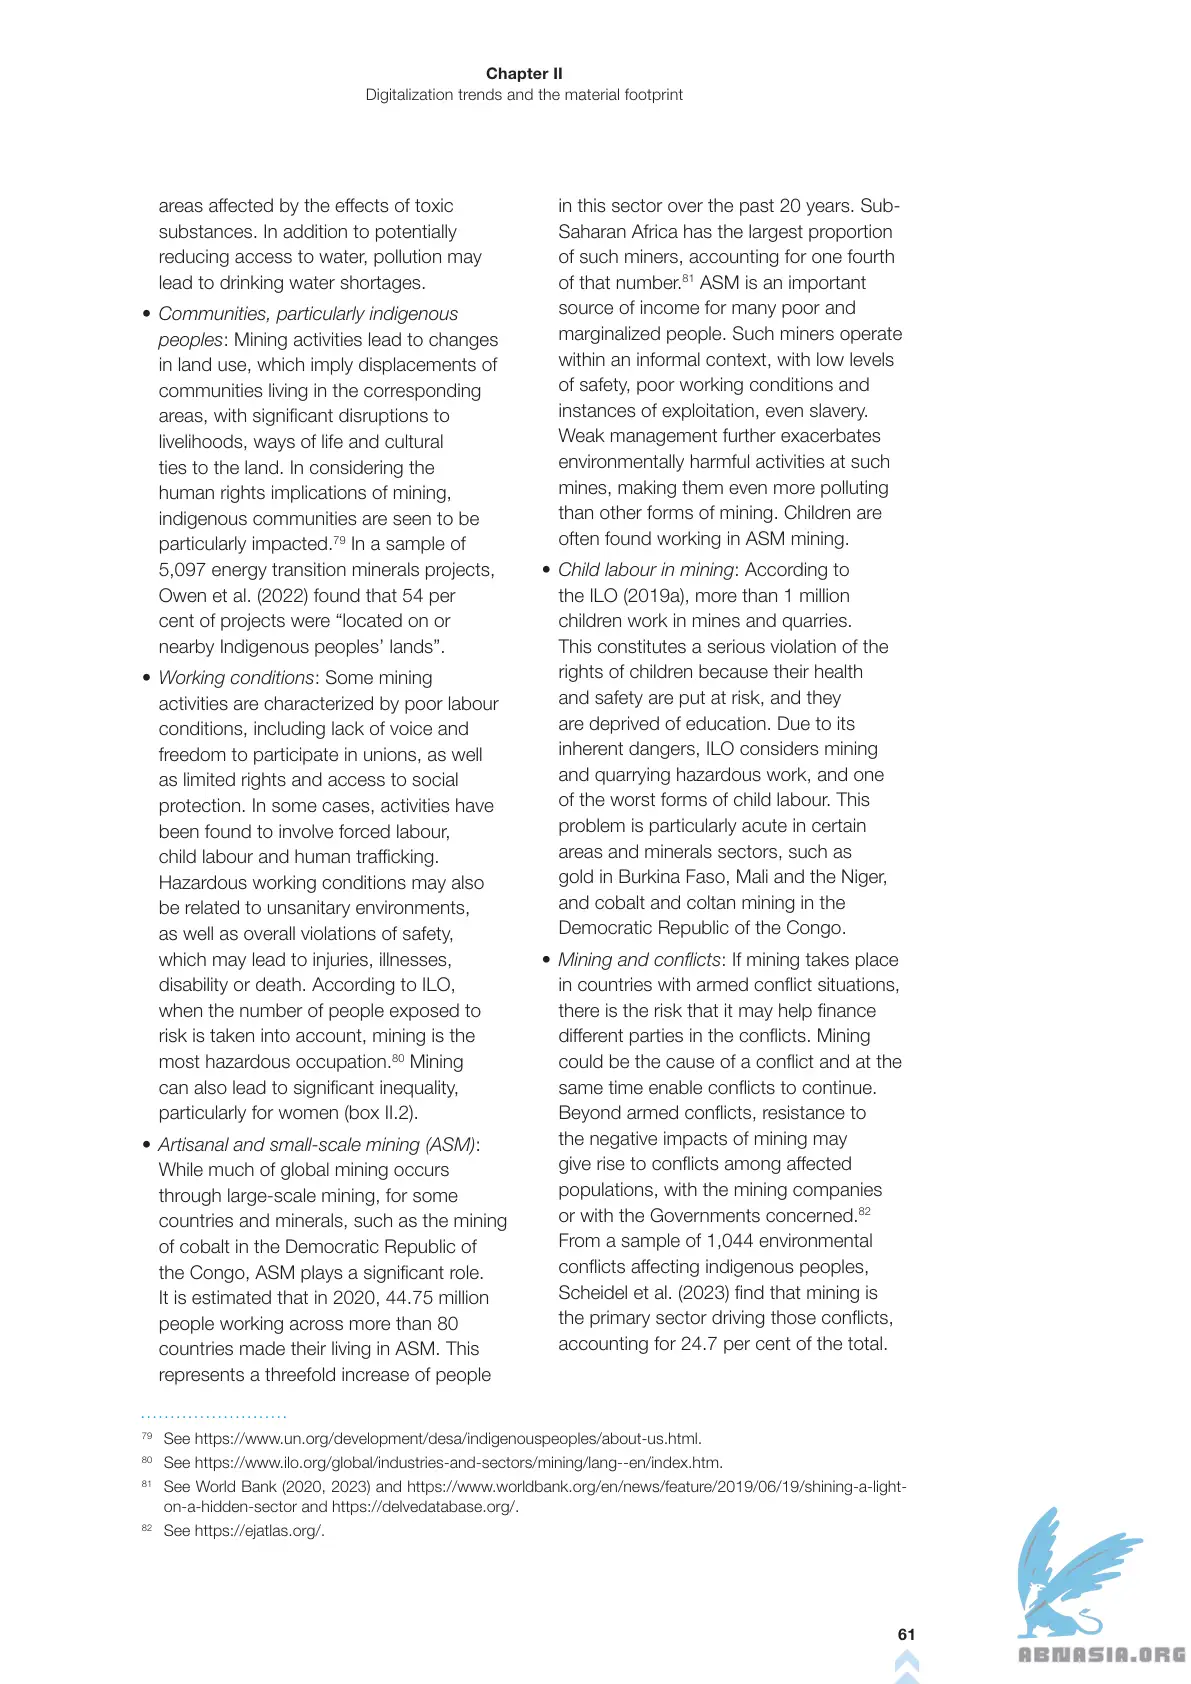 Chapter II
Digitalization trends and the material footprint
areas affected by the effects of toxic
substances. In addition to potentially
reducing access to water, pollution may
lead to drinking water shortages.
• Communities, particularly indigenous
peoples: Mining activities lead to changes
in land use, which imply displacements of
communities living in the corresponding
areas, with significant disruptions to
livelihoods, ways of life and cultural
ties to the land. In considering the
human rights implications of mining,
indigenous communities are seen to be
particularly impacted.79 In a sample of
5,097 energy transition minerals projects,
Owen et al. (2022) found that 54 per
cent of projects were “located on or
nearby Indigenous peoples’ lands”.
• Working conditions: Some mining
activities are characterized by poor labour
conditions, including lack of voice and
freedom to participate in unions, as well
as limited rights and access to social
protection. In some cases, activities have
been found to involve forced labour,
child labour and human trafficking.
Hazardous working conditions may also
be related to unsanitary environments,
as well as overall violations of safety,
which may lead to injuries, illnesses,
disability or death. According to ILO,
when the number of people exposed to
risk is taken into account, mining is the
most hazardous occupation.80 Mining
can also lead to significant inequality,
particularly for women (box II.2).
• Artisanal and small-scale mining (ASM):
While much of global mining occurs
through large-scale mining, for some
countries and minerals, such as the mining
of cobalt in the Democratic Republic of
the Congo, ASM plays a significant role.
It is estimated that in 2020, 44.75 million
people working across more than 80
countries made their living in ASM. This
represents a threefold increase of people
in this sector over the past 20 years. Sub-
Saharan Africa has the largest proportion
of such miners, accounting for one fourth
of that number.81 ASM is an important
source of income for many poor and
marginalized people. Such miners operate
within an informal context, with low levels
of safety, poor working conditions and
instances of exploitation, even slavery.
Weak management further exacerbates
environmentally harmful activities at such
mines, making them even more polluting
than other forms of mining. Children are
often found working in ASM mining.
• Child labour in mining: According to
the ILO (2019a), more than 1 million
children work in mines and quarries.
This constitutes a serious violation of the
rights of children because their health
and safety are put at risk, and they
are deprived of education. Due to its
inherent dangers, ILO considers mining
and quarrying hazardous work, and one
of the worst forms of child labour. This
problem is particularly acute in certain
areas and minerals sectors, such as
gold in Burkina Faso, Mali and the Niger,
and cobalt and coltan mining in the
Democratic Republic of the Congo.
• Mining and conflicts: If mining takes place
in countries with armed conflict situations,
there is the risk that it may help finance
different parties in the conflicts. Mining
could be the cause of a conflict and at the
same time enable conflicts to continue.
Beyond armed conflicts, resistance to
the negative impacts of mining may
give rise to conflicts among affected
populations, with the mining companies
or with the Governments concerned.82
From a sample of 1,044 environmental
conflicts affecting indigenous peoples,
Scheidel et al. (2023) find that mining is
the primary sector driving those conflicts,
accounting for 24.7 per cent of the total.
79 See https://www.un.org/development/desa/indigenouspeoples/about-us.html.
80 See https://www.ilo.org/global/industries-and-sectors/mining/lang--en/index.htm.
81 See World Bank (2020, 2023) and https://www.worldbank.org/en/news/feature/2019/06/19/shining-a-light-
on-a-hidden-sector and https://delvedatabase.org/.
82 See https://ejatlas.org/.
61
ABNASIA.ORG